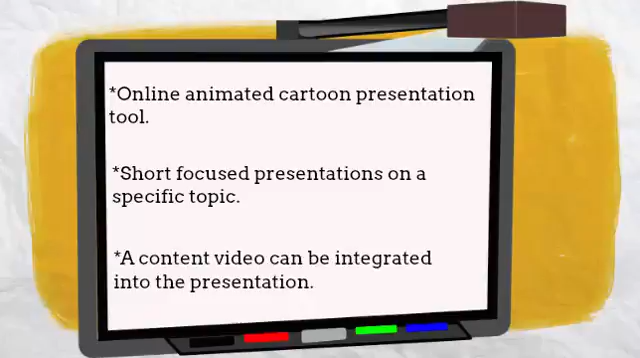 *Online animated cartoon presentation
tool.
*Short focused presentations on a
specific topic.
*A content video can be integrated
into the presentation.